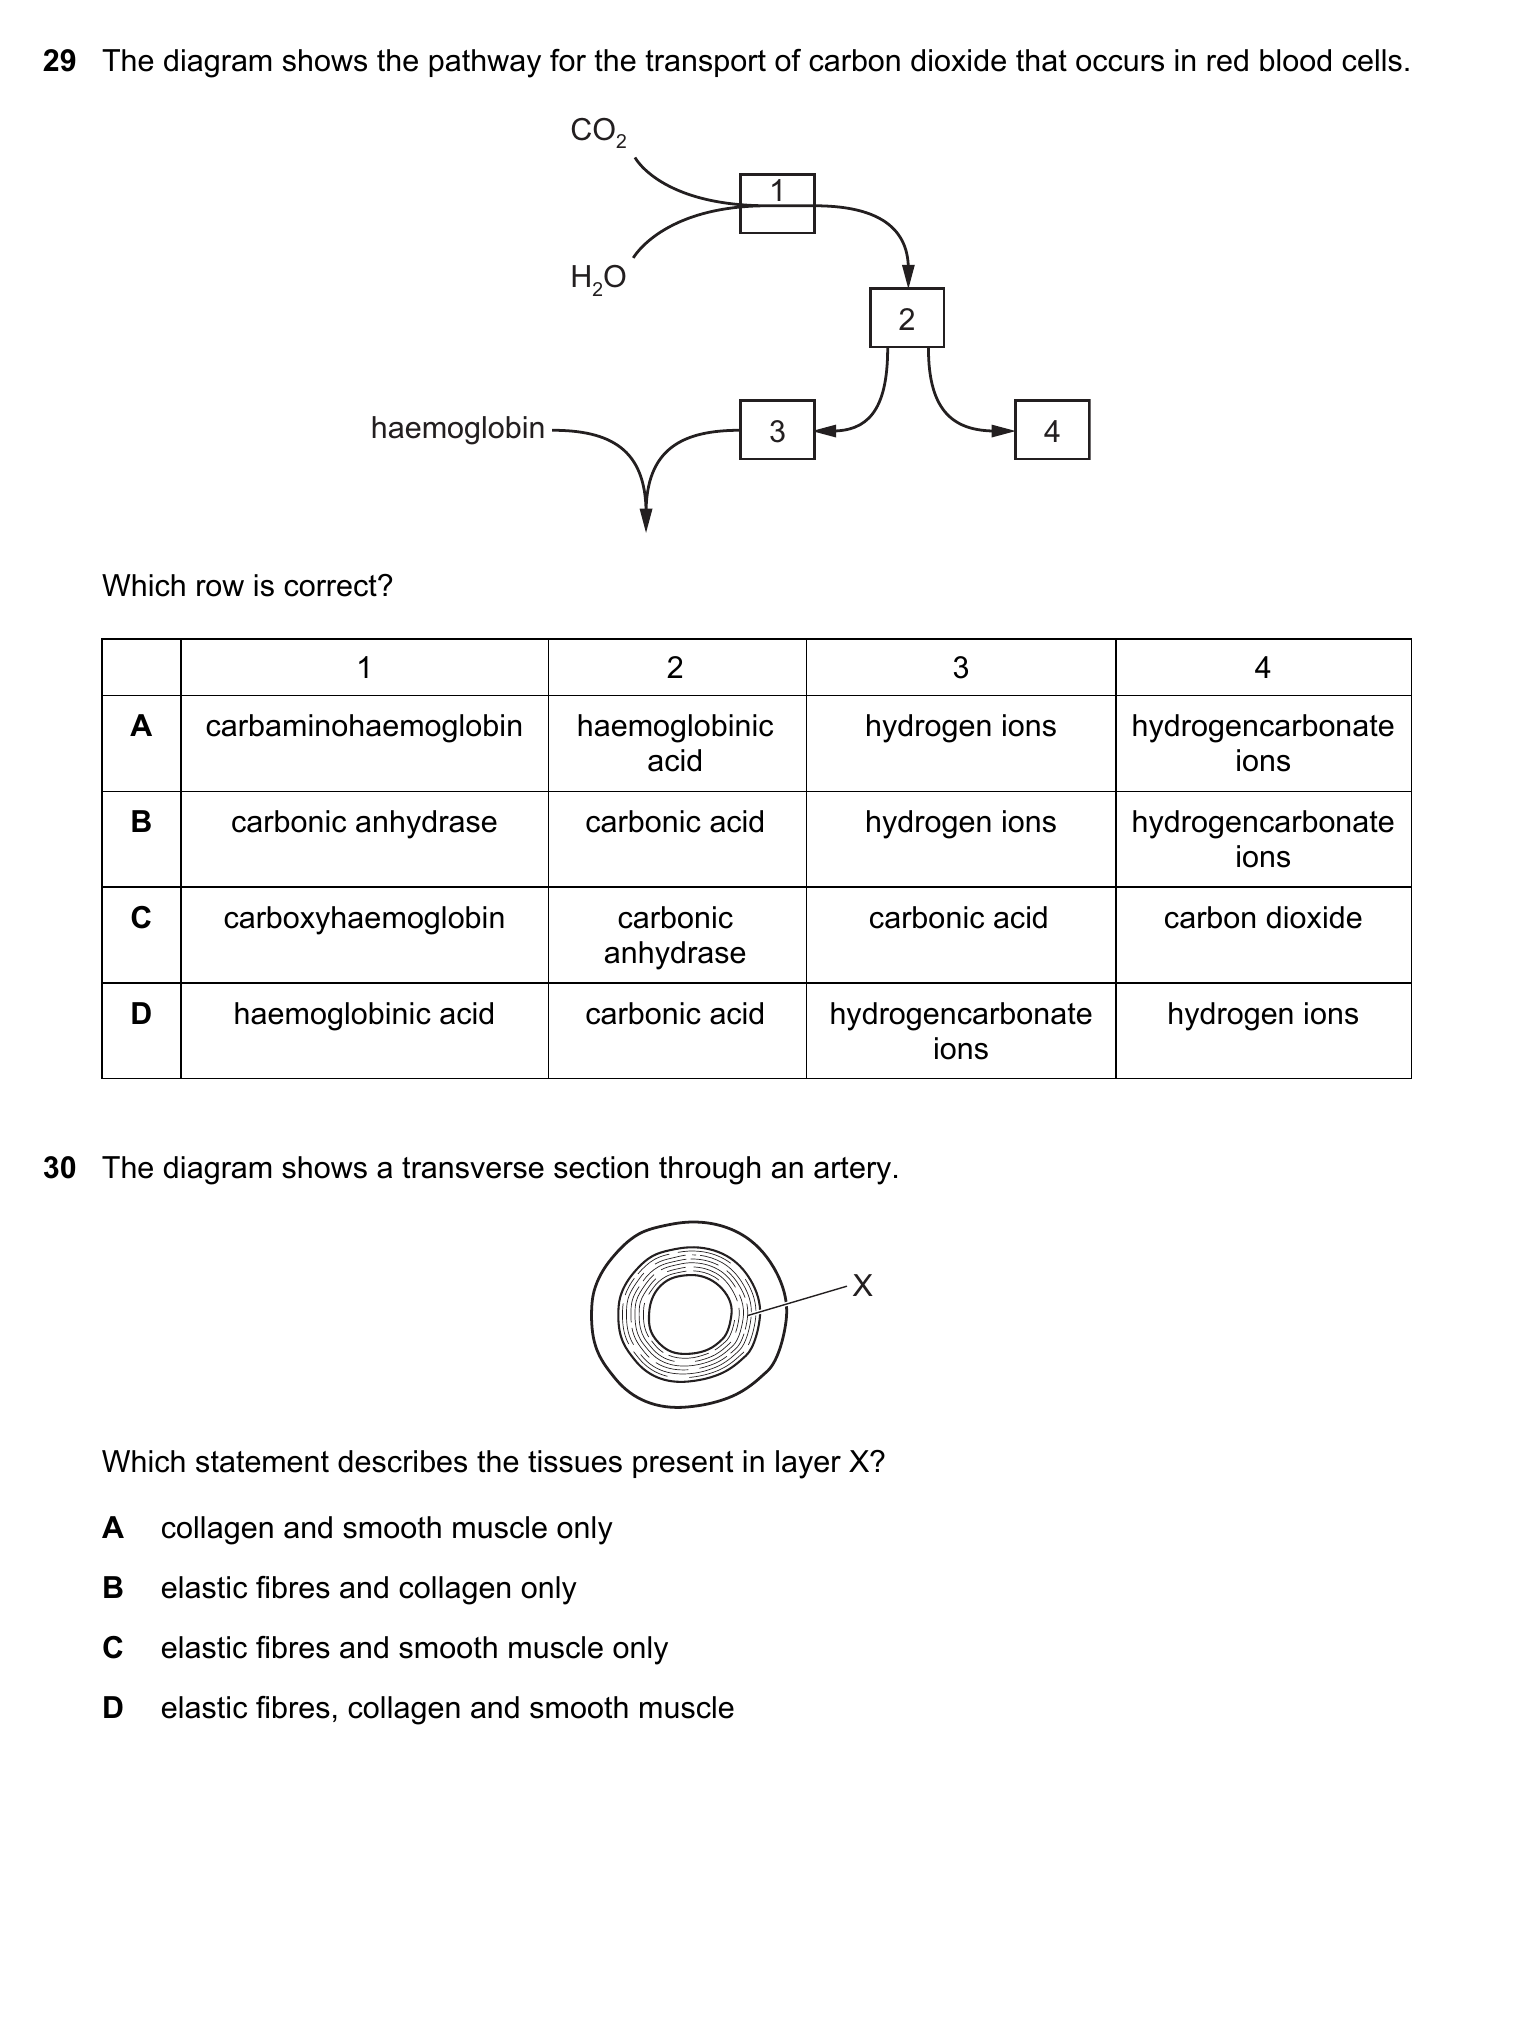 29 The diagram shows the pathway for the transport of carbon dioxide that occurs in red blood cells.
CO2
1
H2O
2
haemoglobin
3
4
Which row is correct?
1 2 3 4
A carbaminohaemoglobin haemoglobinic acid hydrogen ions hydrogencarbonate ions
B carbonic anhydrase carbonic acid hydrogen ions hydrogencarbonate ions
C carboxyhaemoglobin carbonic anhydrase carbonic acid carbon dioxide
D haemoglobinic acid carbonic acid hydrogencarbonate ions hydrogen ions
30 The diagram shows a transverse section through an artery.
X
Which statement describes the tissues present in layer X?
A collagen and smooth muscle only
B elastic fibres and collagen only
C elastic fibres and smooth muscle only
D elastic fibres, collagen and smooth muscle